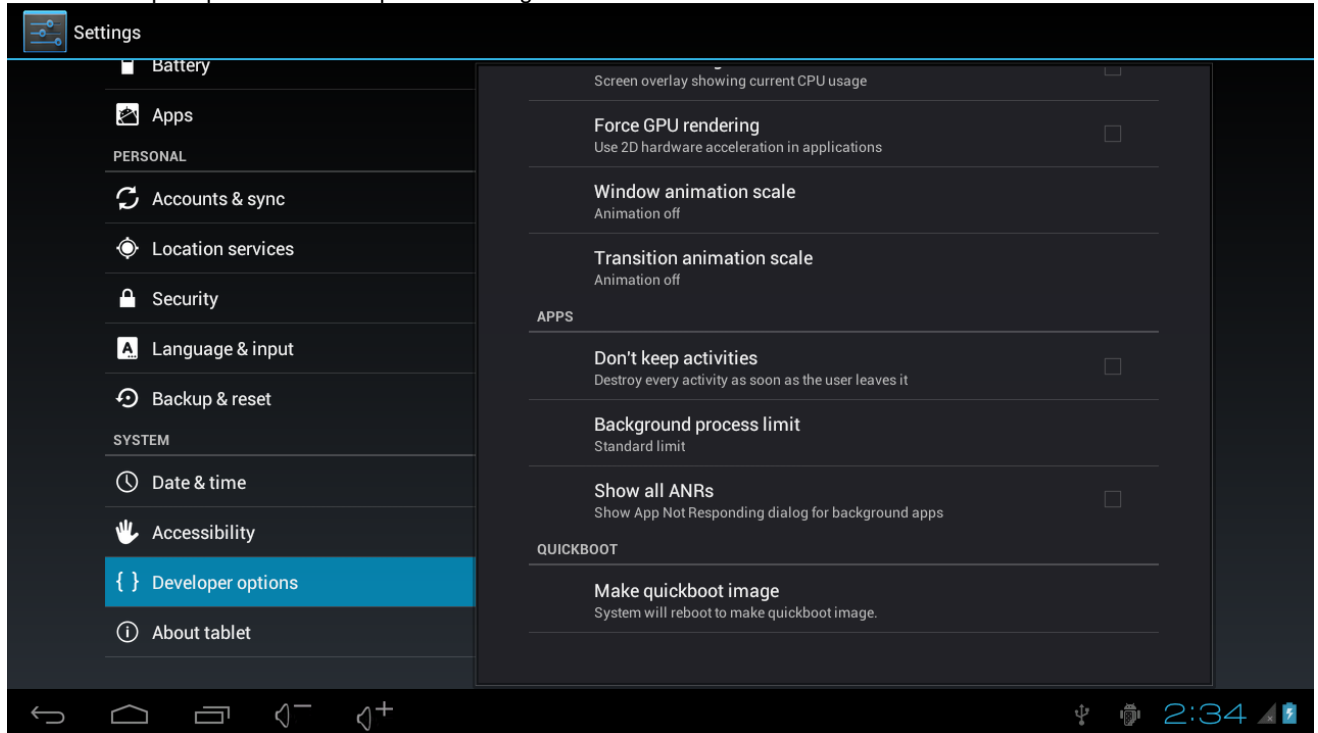 Settings
Battery
Apps
PERSONAL
Accounts & sync
Location services
Security
Language & input
Backup & reset
SYSTEM
Date & time
Accessibility
{ } Developer options
About tablet
Screen overlay showing current CPU usage
Force GPU rendering
Use 2D hardware acceleration in applications
Window animation scale
Animation off
Transition animation scale
Animation off
APPS
Don't keep activities
Destroy every activity as soon as the user leaves it
Background process limit
Standard limit
Show all ANRs
Show App Not Responding dialog for background apps
QUICKBOOT
Make quickboot image
System will reboot to make quickboot image.
2:34